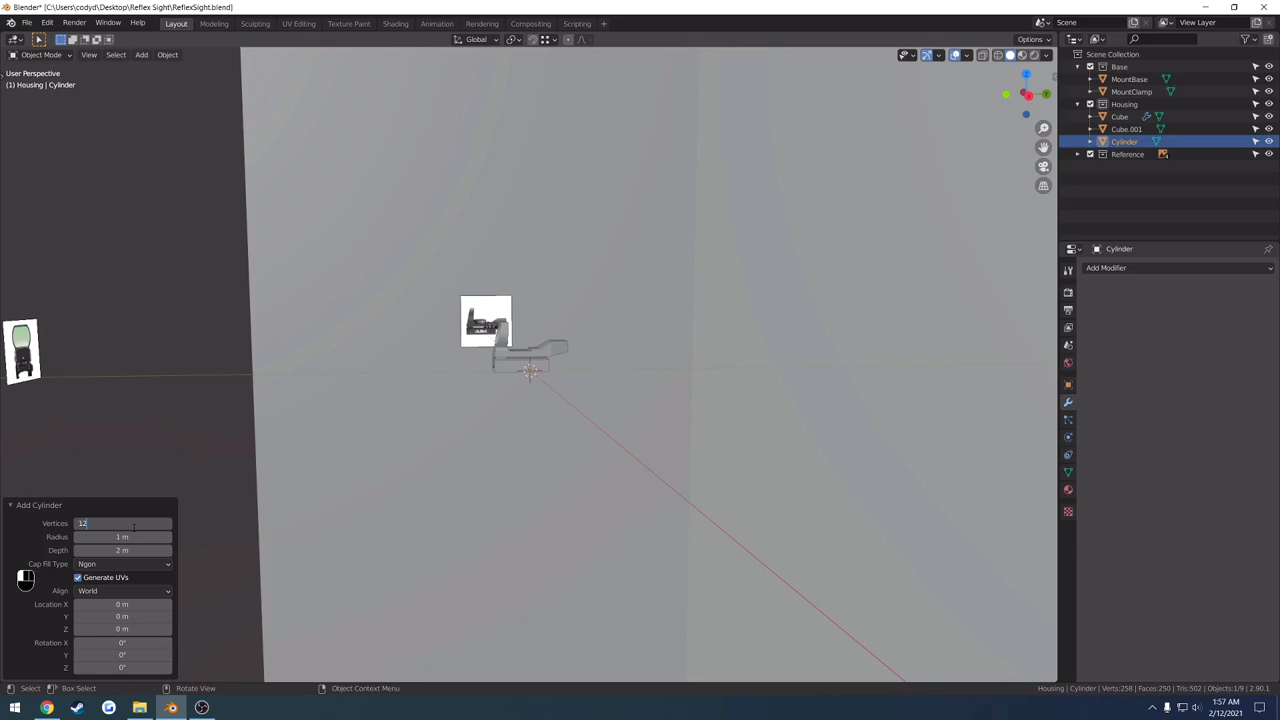 Blender* [C:\Users\codyd\Desktop\Reflex Sight\ReflexSight.blend]
File Edit Render Window Help Layout Modeling Sculpting UV Editing Texture Paint Shading Animation Rendering Compositing Scripting + Scene View Layer
Global Options
Object Mode View Select Add Object
User Perspective
(1) Housing | Cylinder
Scene Collection
Base
MountBase
MountClamp
Housing
Cube
Cube.001
Cylinder
Reference
Cylinder
Add Modifier
Add Cylinder
Vertices 12
Radius 1 m
Depth 2 m
Cap Fill Type Ngon
Generate UVs
Align World
Location X 0 m
Y 0 m
Z 0 m
Rotation X 0°
Y 0°
Z 0°
Select Box Select Rotate View Object Context Menu Housing | Cylinder | Verts:258 | Faces:250 | Tris:502 | Objects:1/9 | 2.90.1
1:57 AM
2/12/2021